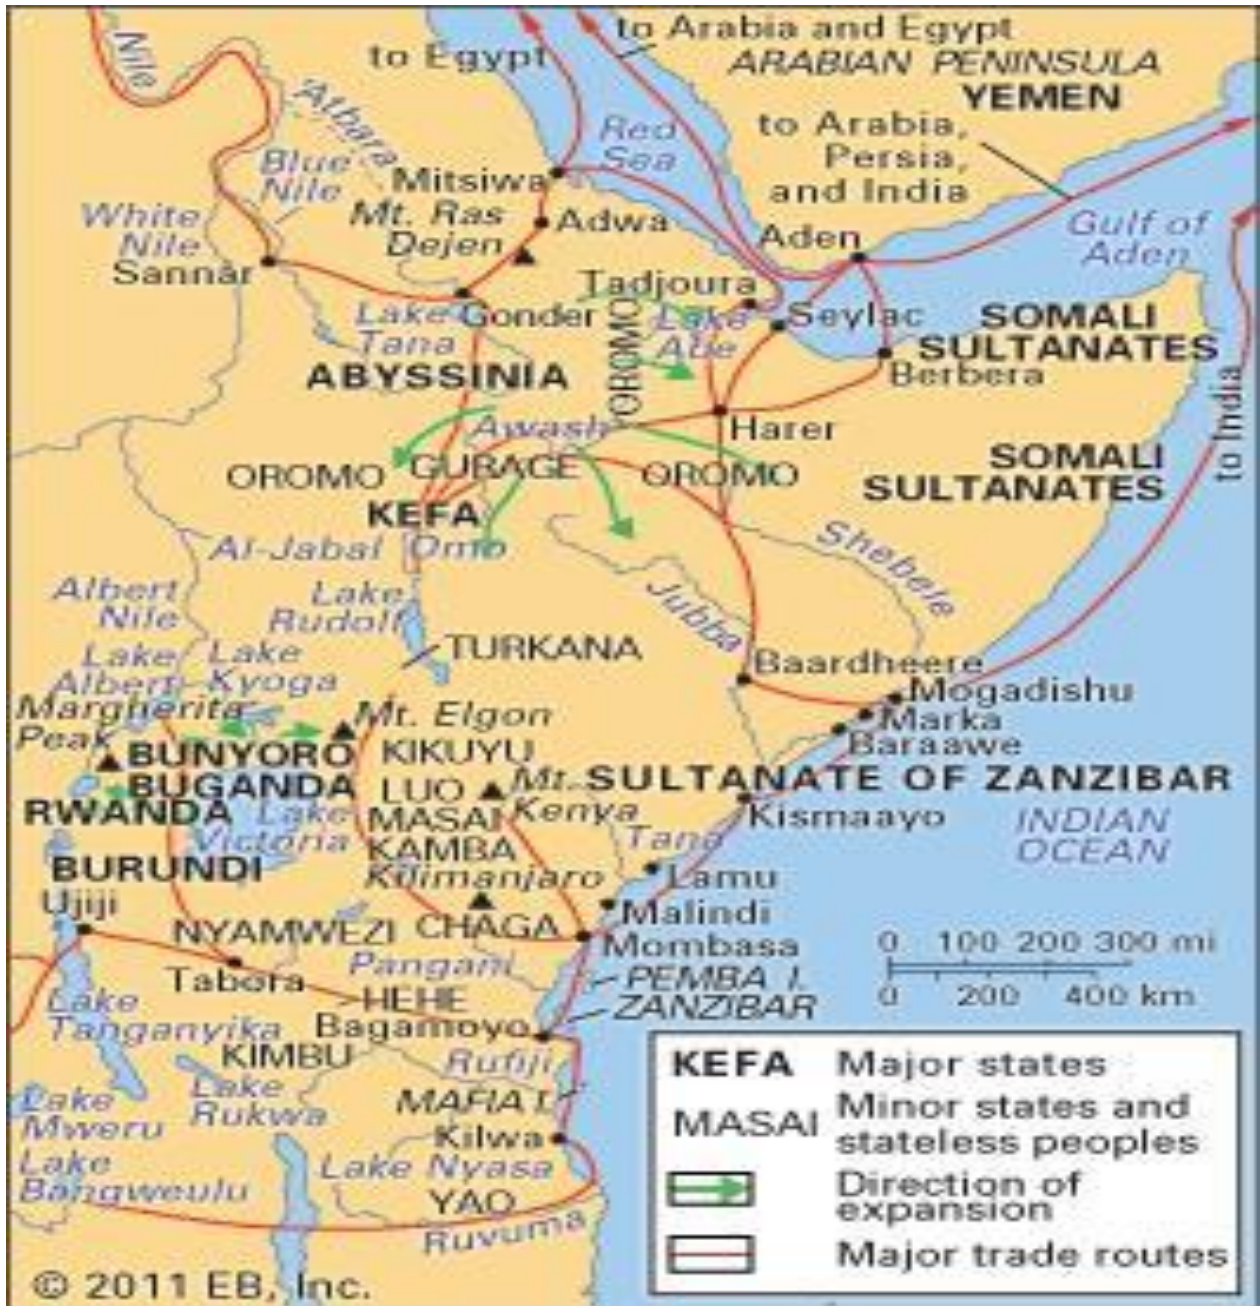 Nile
to Egypt
to Arabia and Egypt
ARABIAN PENINSULA
YEMEN
to Arabia,
Persia,
and India
Atbara
Blue
Nile
White
Nile
Sannār
Red
Sea
Mitsiwa
Mt. Ras
Dejen
Adwa
Aden
Gulf of
Aden
Tadjoura
Lake
Tana
Gonder
OROMO
Lake
Abe
Seylac
SOMALI
SULTANATES
Berbera
ABYSSINIA
Awash
Harer
to India
OROMO
GURAGE
OROMO
SOMALI
SULTANATES
KEFA
Al-Jabal
Omo
Shebele
Albert
Nile
Lake
Rudolf
Jubba
TURKANA
Lake
Albert
Lake
Kyoga
Baardheere
Mogadishu
Marka
Baraawe
Margherita
Peak
Mt. Elgon
BUNYORO
KIKUYU
BUGANDA
LUO
Mt.
Kenya
SULTANATE OF ZANZIBAR
RWANDA
Lake
Victoria
MASAI
Tana
Kismaayo
INDIAN
OCEAN
BURUNDI
KAMBA
Kilimanjaro
Lamu
Ujiji
NYAMWEZI
CHAGA
Malindi
Mombasa
Tabora
Pangani
PEMBA I.
ZANZIBAR
0 100 200 300 mi
0 200 400 km
Lake
Tanganyika
HEHE
Bagamoyo
KIMBU
Rufiji
Lake
Rukwa
MAFIA I.
Lake
Mweru
Kilwa
Lake
Bangweulu
Lake Nyasa
YAO
Ruvuma
KEFA Major states
MASAI Minor states and
stateless peoples
Direction of
expansion
Major trade routes
© 2011 EB, Inc.